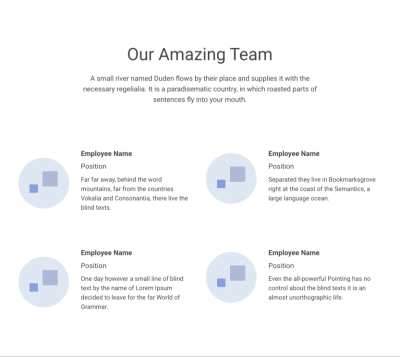 Our Amazing Team
A small river named Duden flows by their place and supplies it with the
necessary regelialia. It is a paradisematic country, in which roasted parts of
sentences fly into your mouth.
Employee Name
Position
Far far away, behind the word
mountains, far from the countries
Vokalia and Consonantia, there live the
blind texts.
Employee Name
Position
Separated they live in Bookmarksgrove
right at the coast of the Semantics, a
large language ocean.
Employee Name
Position
One day however a small line of blind
text by the name of Lorem Ipsum
decided to leave for the far World of
Grammar.
Employee Name
Position
Even the all-powerful Pointing has no
control about the blind texts it is an
almost unorthographic life.